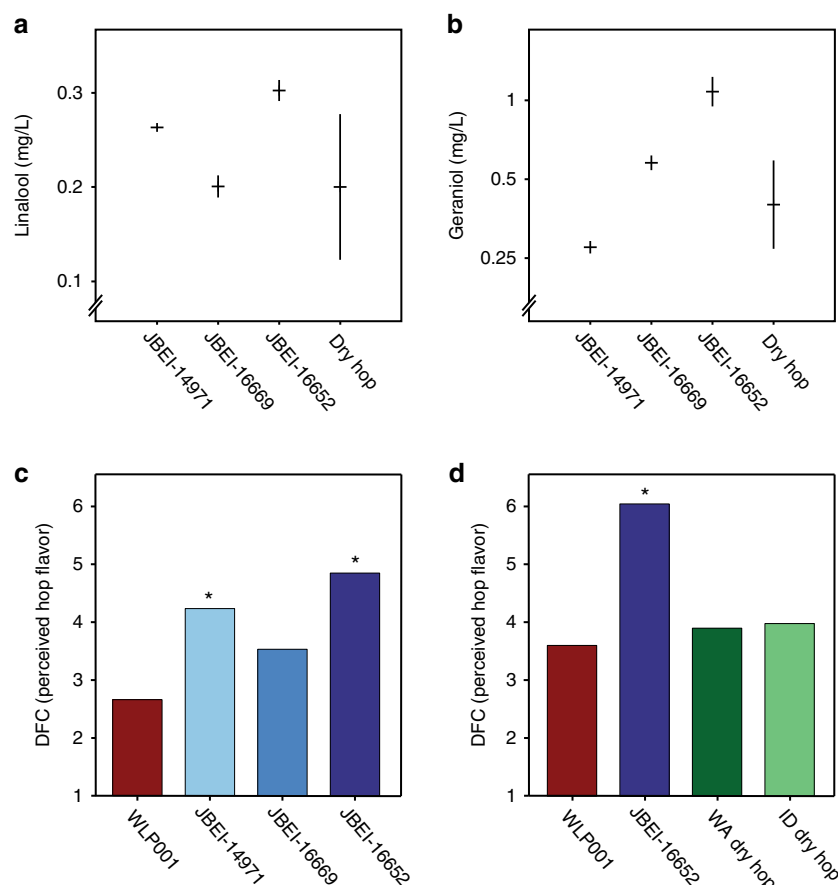 a
Linalool (mg/L)
0.3
0.2
0.1
JBEI-14971
JBEI-16669
JBEI-16652
Dry hop
b
Geraniol (mg/L)
1
0.5
0.25
JBEI-14971
JBEI-16669
JBEI-16652
Dry hop
c
DFC (perceived hop flavor)
6
5
4
3
2
1
*
*
WLP001
JBEI-14971
JBEI-16669
JBEI-16652
d
DFC (perceived hop flavor)
6
5
4
3
2
1
*
WLP001
JBEI-16652
WA dry hop
ID dry hop